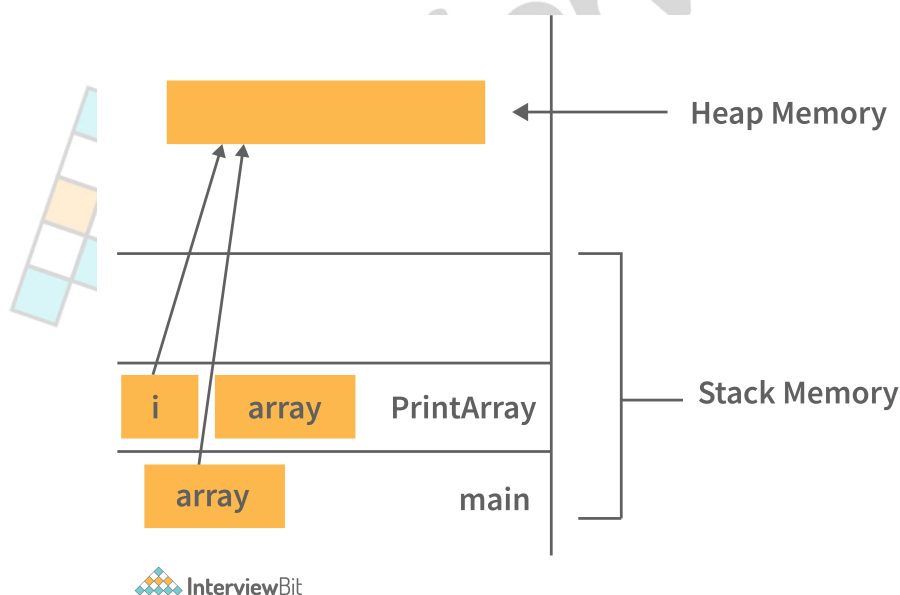 Heap Memory
i
array
PrintArray
Stack Memory
array
main
InterviewBit